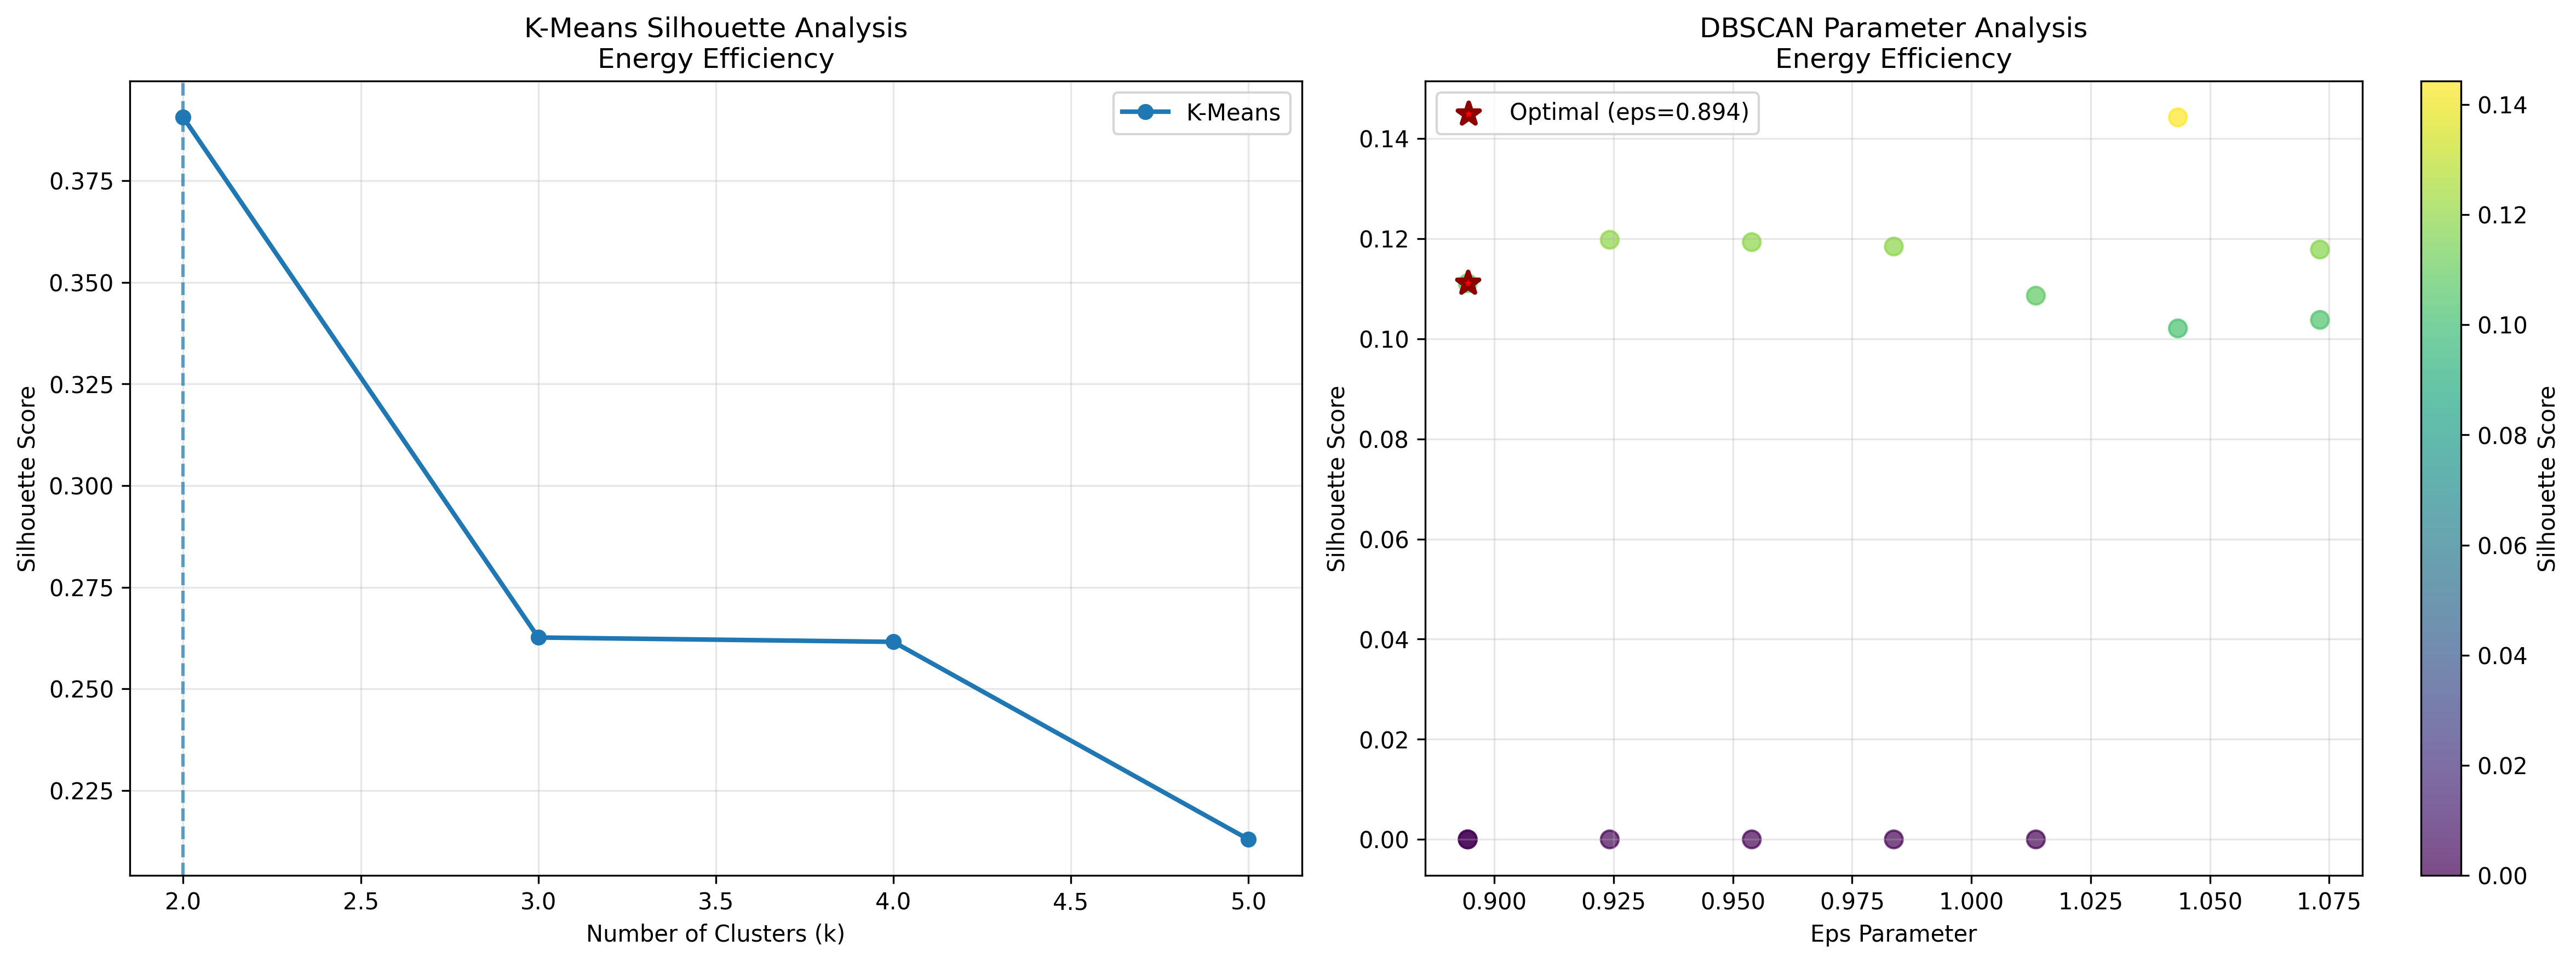 K-Means Silhouette Analysis
Energy Efficiency
K-Means
Silhouette Score
0.375
0.350
0.325
0.300
0.275
0.250
0.225
2.0 2.5 3.0 3.5 4.0 4.5 5.0
Number of Clusters (k)
DBSCAN Parameter Analysis
Energy Efficiency
Optimal (eps=0.894)
Silhouette Score
0.14
0.12
0.10
0.08
0.06
0.04
0.02
0.00
0.900 0.925 0.950 0.975 1.000 1.025 1.050 1.075
Eps Parameter
0.14
0.12
0.10
0.08
0.06
0.04
0.02
0.00
Silhouette Score